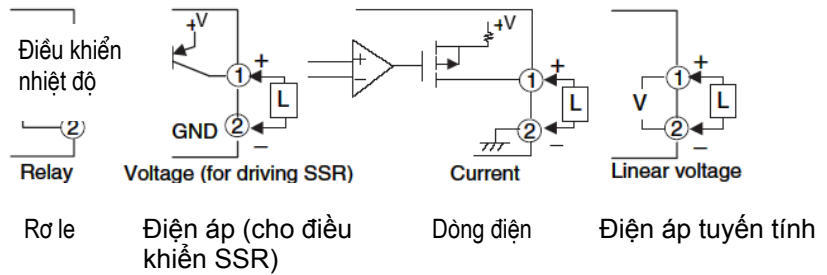 Điều khiển
nhiệt độ
2
Relay
+V
1
+
L
GND
2
–
Voltage (for driving SSR)
+
–
+V
1
+
L
2
–
Current
V
1
+
L
2
–
Linear voltage
Rơ le
Điện áp (cho điều
khiển SSR)
Dòng điện
Điện áp tuyến tính